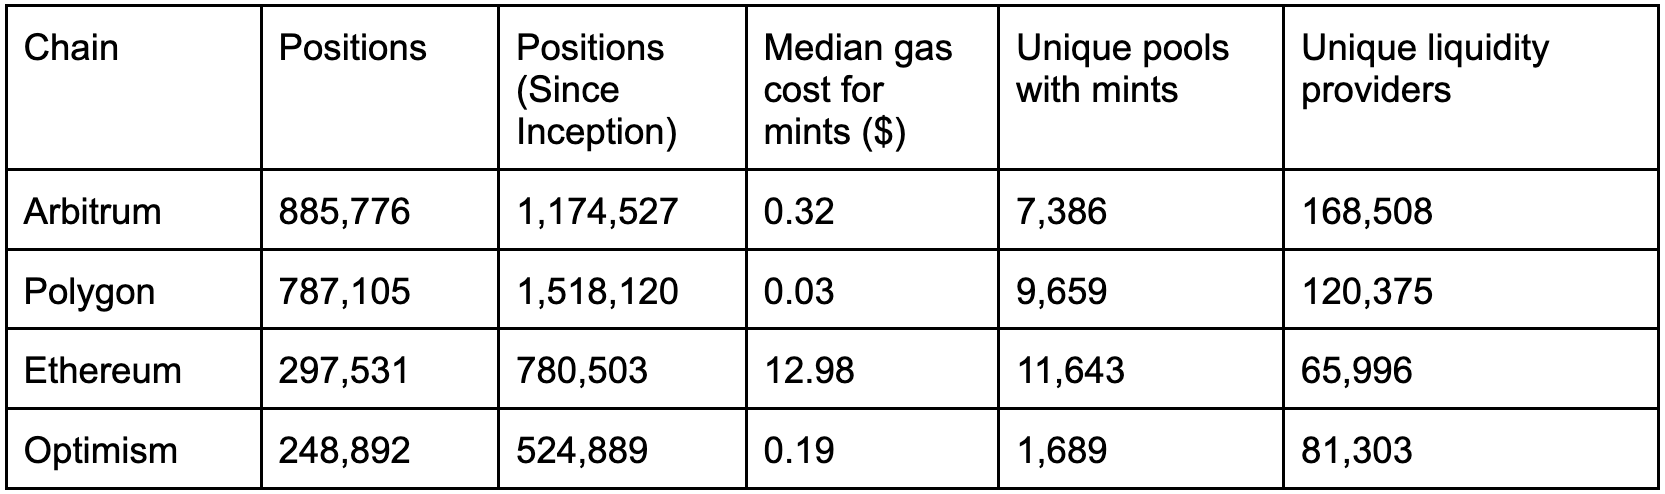 Chain
Positions
Positions
(Since
Inception)
Median gas
cost for
mints ($)
Unique pools
with mints
Unique liquidity
providers
Arbitrum 885,776 1,174,527 0.32 7,386 168,508
Polygon 787,105 1,518,120 0.03 9,659 120,375
Ethereum 297,531 780,503 12.98 11,643 65,996
Optimism 248,892 524,889 0.19 1,689 81,303